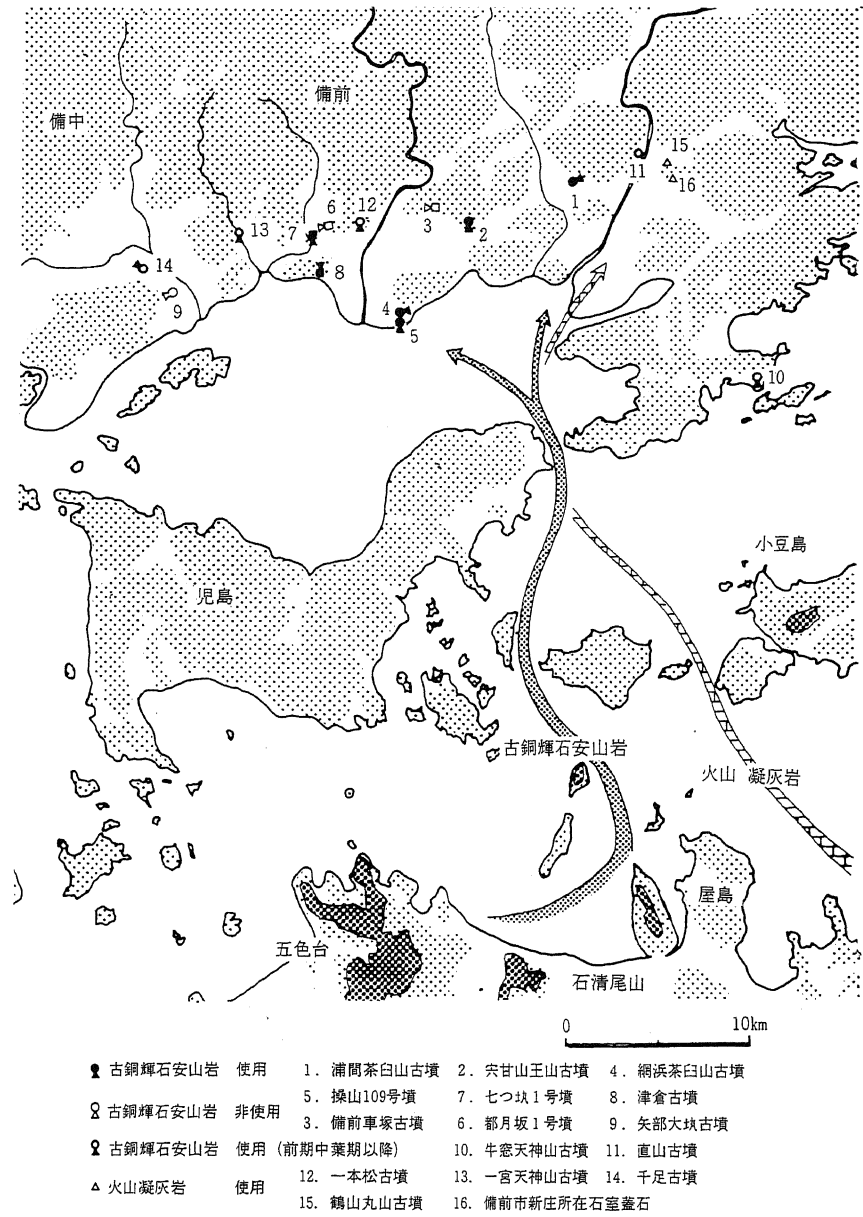 備前
備中
15
11
16
1
6
12
3
2
13
7
14
8
9
4
5
10
小豆島
児島
古銅輝石安山岩
火山 凝灰岩
屋島
五色台
石清尾山
0 10km
古銅輝石安山岩 使用 1. 浦間茶臼山古墳 2. 宍甘山王山古墳 4. 網浜茶臼山古墳
5. 操山109号墳 7. 七つ圦1号墳 8. 津倉古墳
古銅輝石安山岩 非使用
3. 備前車塚古墳 6. 都月坂1号墳 9. 矢部大圦古墳
古銅輝石安山岩 使用 (前期中葉期以降) 10. 牛窓天神山古墳 11. 直山古墳
12. 一本松古墳 13. 一宮天神山古墳 14. 千足古墳
△ 火山凝灰岩 使用
15. 鶴山丸山古墳 16. 備前市新庄所在石室蓋石